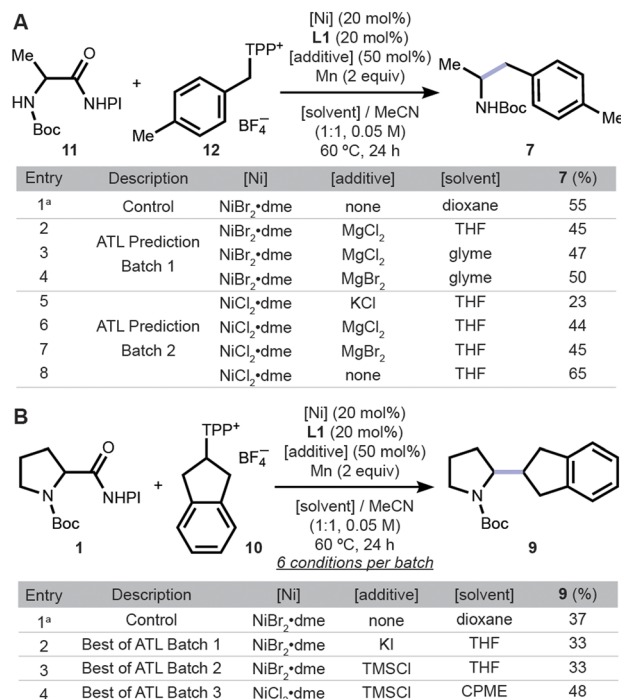 A
[Ni] (20 mol%)
L1 (20 mol%)
[additive] (50 mol%)
Mn (2 equiv)
[solvent] / MeCN
(1:1, 0.05 M)
60 ºC, 24 h
Me
O
HN
NHPI
Boc
11
+
TPP+
Me
BF4−
12
Me
NHBoc
Me
7
Entry Description [Ni] [additive] [solvent] 7 (%)
1a Control NiBr2•dme none dioxane 55
2 NiBr2•dme MgCl2 THF 45
ATL Prediction
Batch 1
3 NiBr2•dme MgCl2 glyme 47
4 NiBr2•dme MgBr2 glyme 50
5 NiCl2•dme KCl THF 23
6 ATL Prediction NiCl2•dme MgCl2 THF 44
7 Batch 2 NiCl2•dme MgBr2 THF 45
8 NiCl2•dme none THF 65
B
[Ni] (20 mol%)
L1 (20 mol%)
[additive] (50 mol%)
Mn (2 equiv)
[solvent] / MeCN
(1:1, 0.05 M)
60 ºC, 24 h
6 conditions per batch
O
N
NHPI
Boc
1
+
TPP+
BF4−
10
N
Boc
9
Entry Description [Ni] [additive] [solvent] 9 (%)
1a Control NiBr2•dme none dioxane 37
2 Best of ATL Batch 1 NiBr2•dme KI THF 33
3 Best of ATL Batch 2 NiBr2•dme TMSCl THF 33
4 Best of ATL Batch 3 NiCl2•dme TMSCl CPME 48